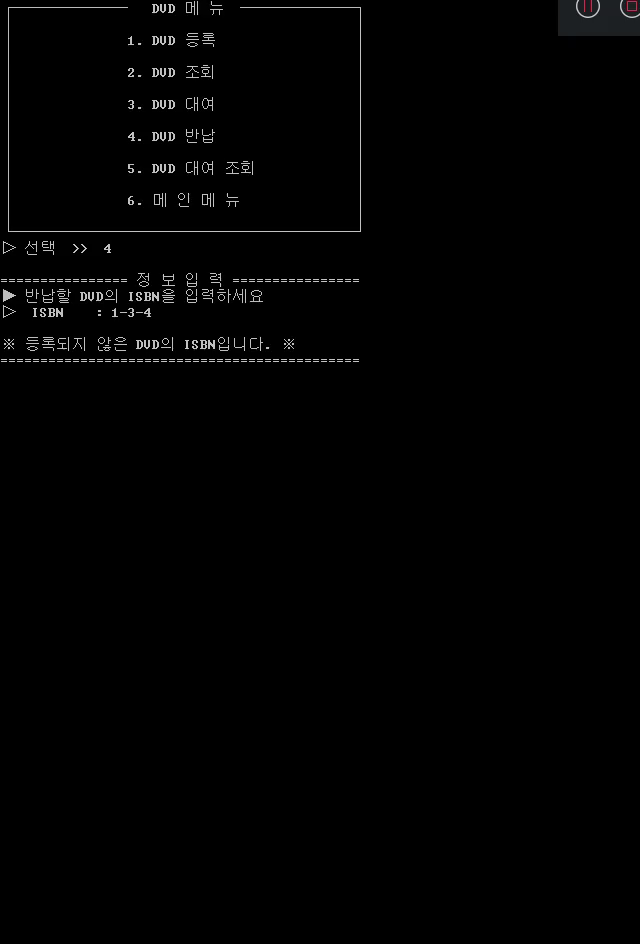 DVD 메 뉴
1. DVD 등록
2. DVD 조회
3. DVD 대여
4. DVD 반납
5. DVD 대여 조회
6. 메 인 메 뉴
▷ 선택 >> 4
================ 정 보 입 력 ================
▶ 반납할 DVD의 ISBN을 입력하세요
▷ ISBN : 1-3-4
※ 등록되지 않은 DVD의 ISBN입니다. ※
=============================================